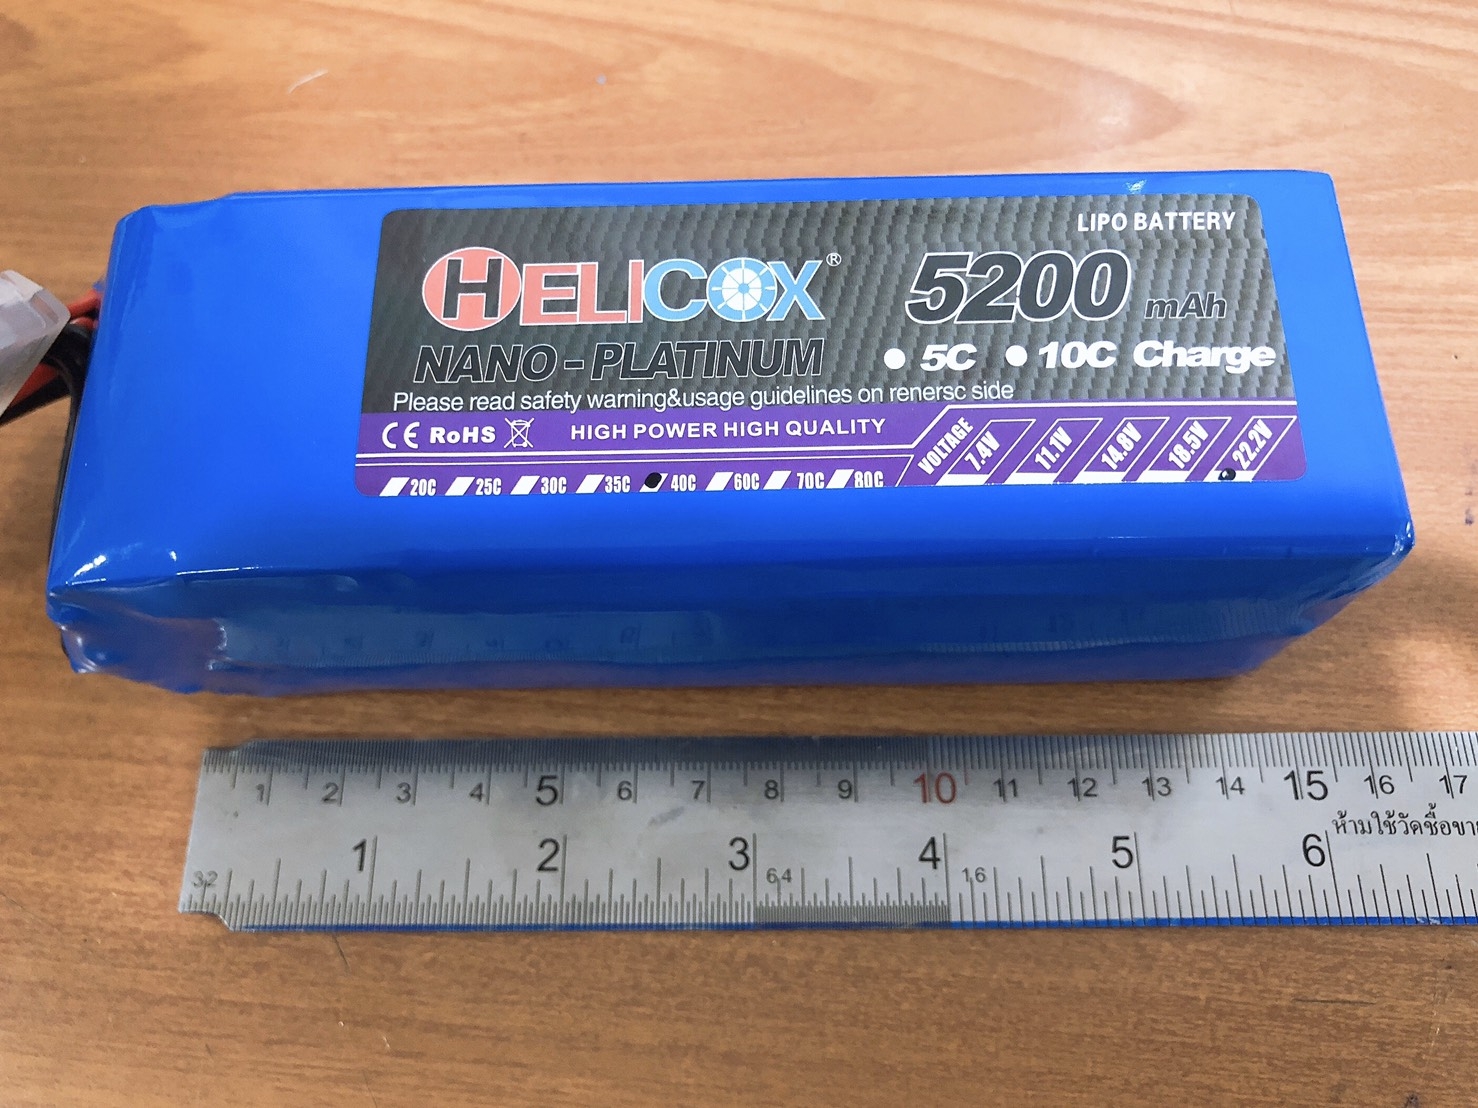 LIPO BATTERY
HELICOX®
5200 mAh
NANO-PLATINUM
5C 10C Charge
Please read safety warning&usage guidelines on renersc side
CE RoHS HIGH POWER HIGH QUALITY
VOLTAGE 7.4V 11.1V 14.8V 18.5V 22.2V
20C 25C 30C 35C 40C 60C 70C 80C
1 2 3 4 5 6 7 8 9 10 11 12 13 14 15 16 17
ห้ามใช้วัดซื้อขาย
1 2 3 4 5 6
32 6,4 1,6